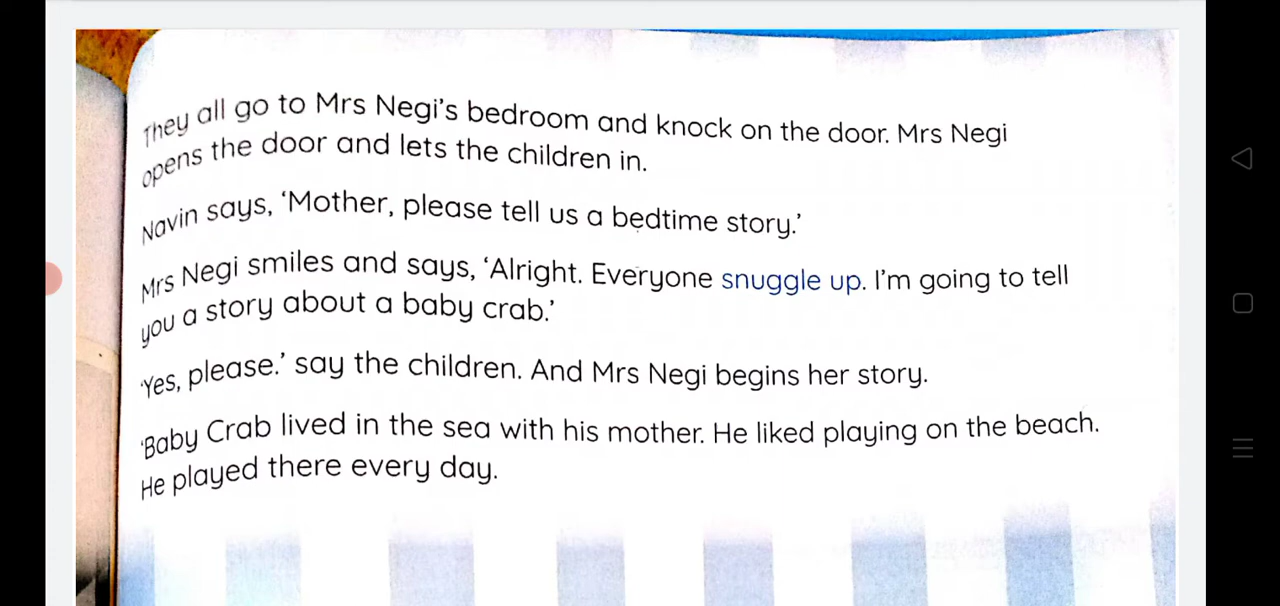 They all go to Mrs Negi's bedroom and knock on the door. Mrs Negi
opens the door and lets the children in.
Navin says, ‘Mother, please tell us a bedtime story.’
Mrs Negi smiles and says, ‘Alright. Everyone snuggle up. I'm going to tell
you a story about a baby crab.’
‘Yes, please.’ say the children. And Mrs Negi begins her story.
‘Baby Crab lived in the sea with his mother. He liked playing on the beach.
He played there every day.